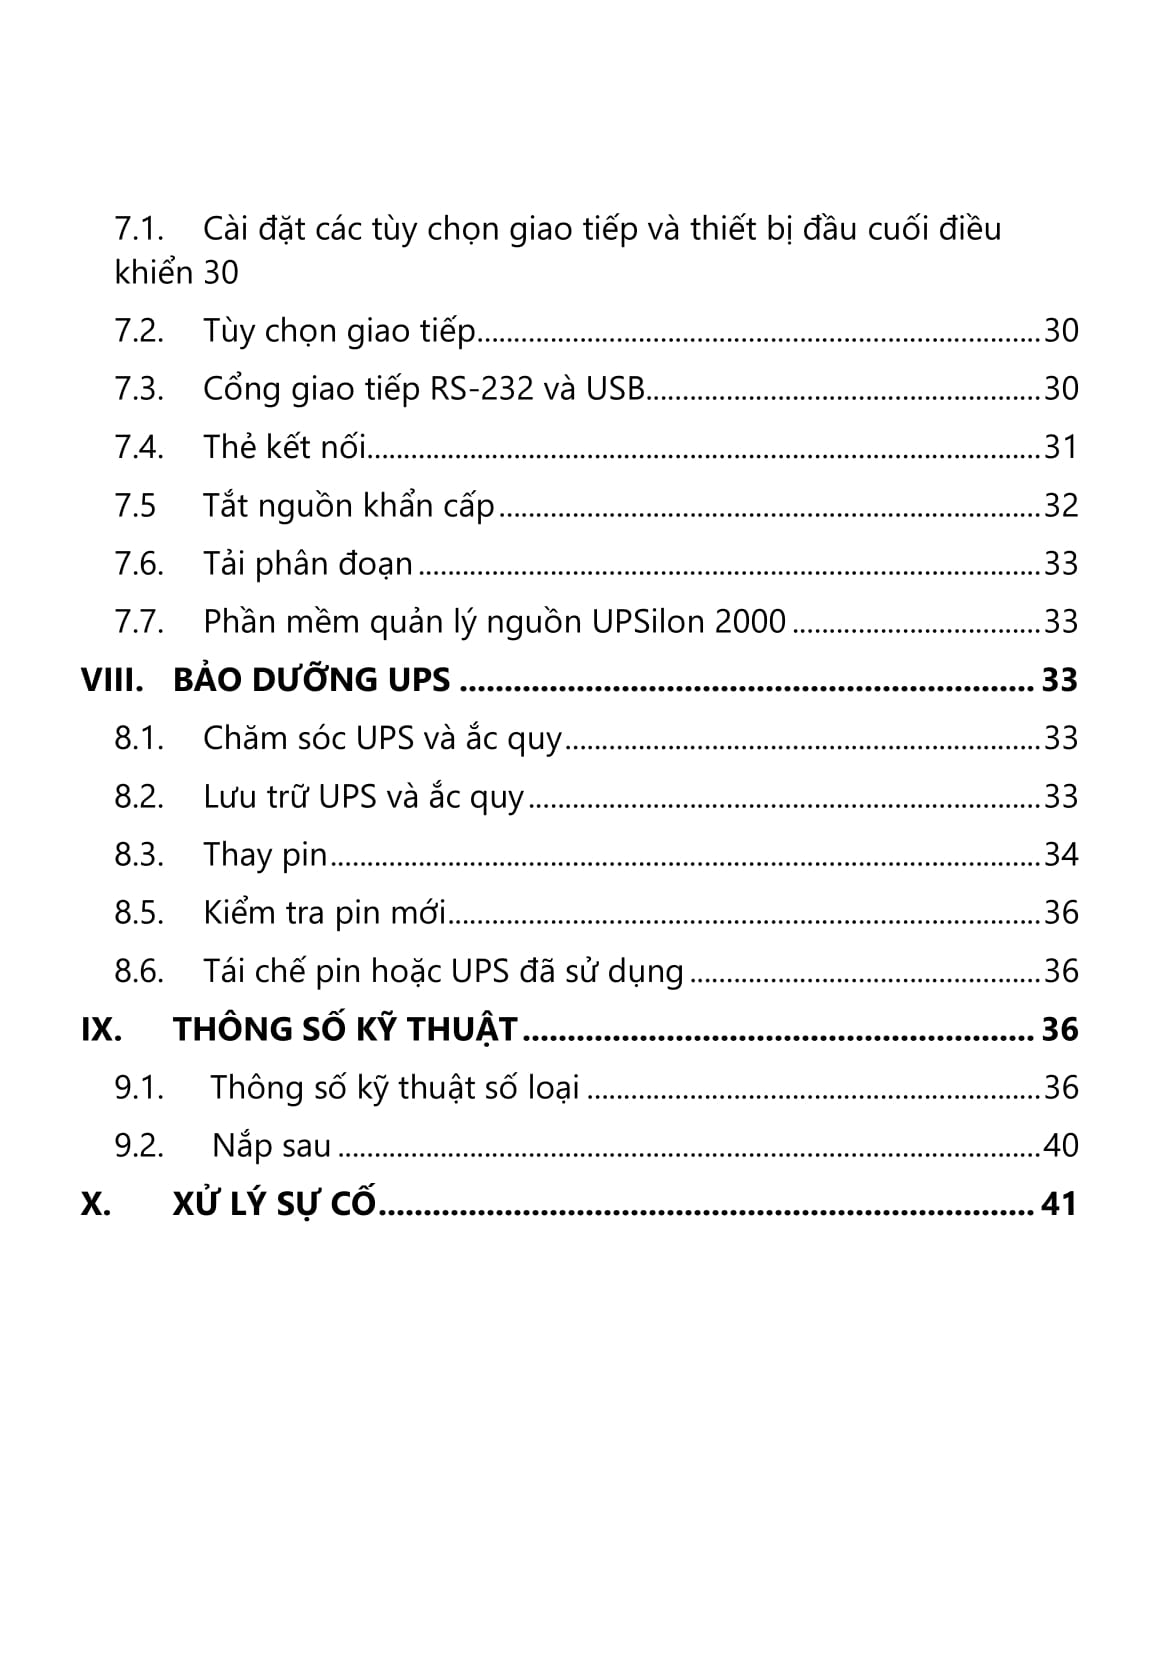 7.1. Cài đặt các tùy chọn giao tiếp và thiết bị đầu cuối điều
khiển 30
7.2. Tùy chọn giao tiếp.............................................................................30
7.3. Cổng giao tiếp RS-232 và USB......................................................30
7.4. Thẻ kết nối............................................................................................31
7.5 Tắt nguồn khẩn cấp..........................................................................32
7.6. Tải phân đoạn.....................................................................................33
7.7. Phần mềm quản lý nguồn UPSilon 2000..................................33
VIII. BẢO DƯỠNG UPS ................................................................ 33
8.1. Chăm sóc UPS và ắc quy.................................................................33
8.2. Lưu trữ UPS và ắc quy......................................................................33
8.3. Thay pin.................................................................................................34
8.5. Kiểm tra pin mới.................................................................................36
8.6. Tái chế pin hoặc UPS đã sử dụng................................................36
IX. THÔNG SỐ KỸ THUẬT......................................................... 36
9.1. Thông số kỹ thuật số loại..............................................................36
9.2. Nắp sau................................................................................................40
X. XỬ LÝ SỰ CỐ......................................................................... 41